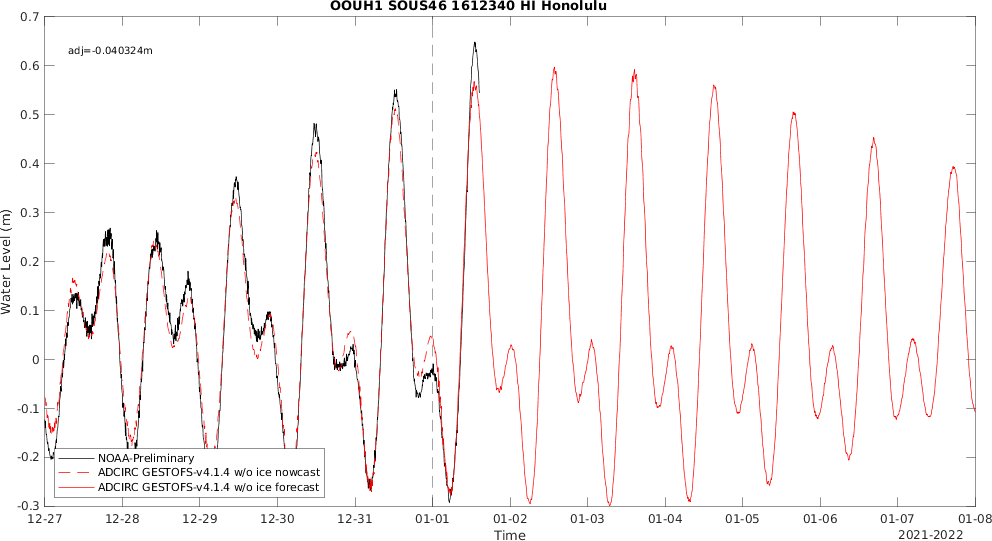 OOUH1 SOUS46 1612340 HI Honolulu
adj=-0.040324m
Water Level (m)
0.7
0.6
0.5
0.4
0.3
0.2
0.1
0
-0.1
-0.2
-0.3
NOAA-Preliminary
ADCIRC GESTOFS-v4.1.4 w/o ice nowcast
ADCIRC GESTOFS-v4.1.4 w/o ice forecast
12-27 12-28 12-29 12-30 12-31 01-01 01-02 01-03 01-04 01-05 01-06 01-07 01-08
Time
2021-2022